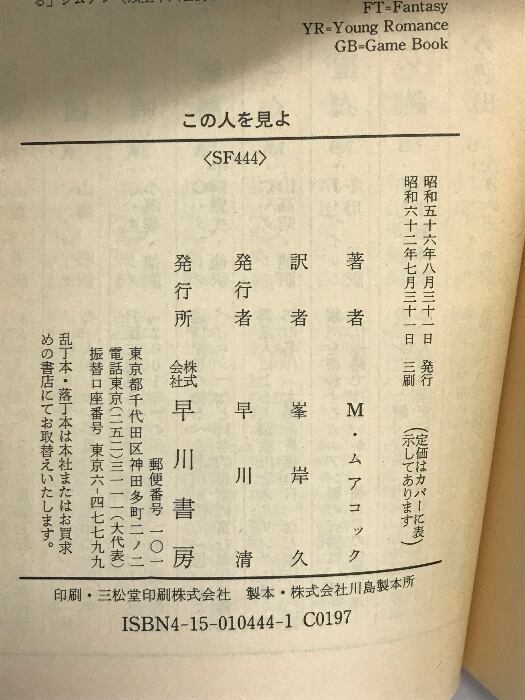 FT=Fantasy
YR=Young Romance
GB=Game Book
この人を見よ
〈SF444〉
昭和五十六年八月三十一日 発行
昭和六十二年七月三十一日 三刷
(定価はカバーに表
示してあります)
著者 M・ムアコック
訳者 峯岸久
発行者 早川清
発行所 株式会社 早川書房
郵便番号 一〇一
東京都千代田区神田多町二ノ二
電話東京(二五二)三一一一(大代表)
振替口座番号 東京六-四七七九九
乱丁本・落丁本は本社またはお買求
めの書店にてお取替えいたします。
印刷・三松堂印刷株式会社 製本・株式会社川島製本所
ISBN4-15-010444-1 C0197